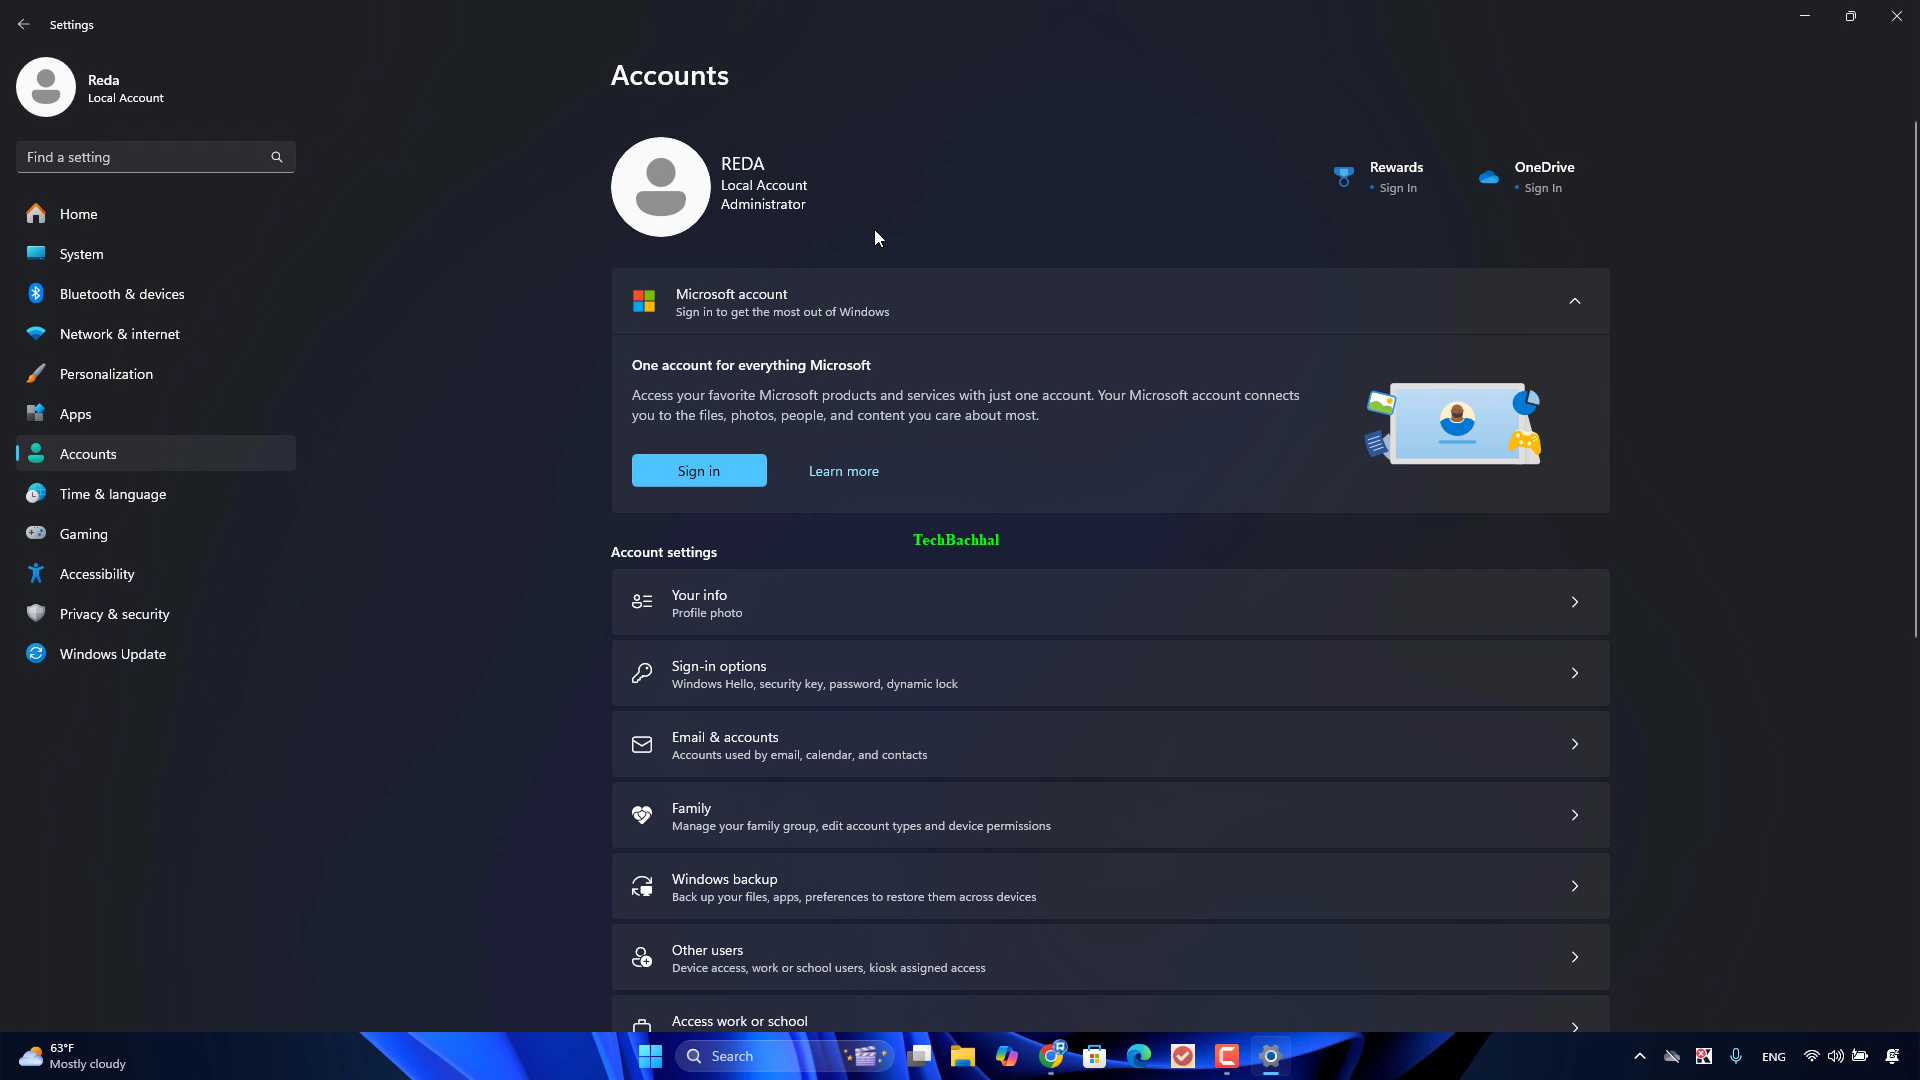 Settings
Reda
Local Account
Find a setting
Home
System
Bluetooth & devices
Network & internet
Personalization
Apps
Accounts
Time & language
Gaming
Accessibility
Privacy & security
Windows Update
Accounts
REDA
Local Account
Administrator
Rewards
• Sign In
OneDrive
• Sign In
Microsoft account
Sign in to get the most out of Windows
One account for everything Microsoft
Access your favorite Microsoft products and services with just one account. Your Microsoft account connects
you to the files, photos, people, and content you care about most.
Sign in
Learn more
TechBachhal
Account settings
Your info
Profile photo
Sign-in options
Windows Hello, security key, password, dynamic lock
Email & accounts
Accounts used by email, calendar, and contacts
Family
Manage your family group, edit account types and device permissions
Windows backup
Back up your files, apps, preferences to restore them across devices
Other users
Device access, work or school users, kiosk assigned access
Access work or school
63°F
Mostly cloudy
Search
ENG